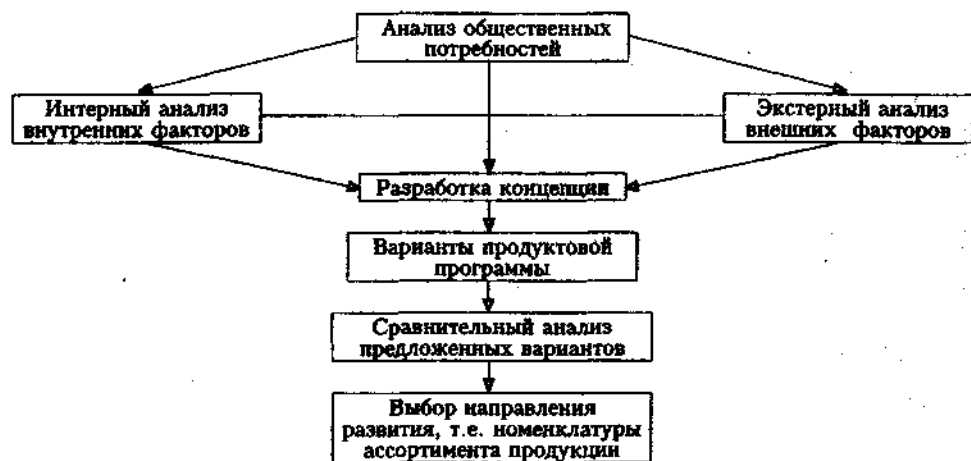 Анализ общественных
потребностей
Интерный анализ
внутренних факторов
Экстерный анализ
внешних факторов
Разработка концепции
Варианты продуктовой
программы
Сравнительный анализ
предложенных вариантов
Выбор направления
развития, т.е. номенклатуры
ассортимента продукции